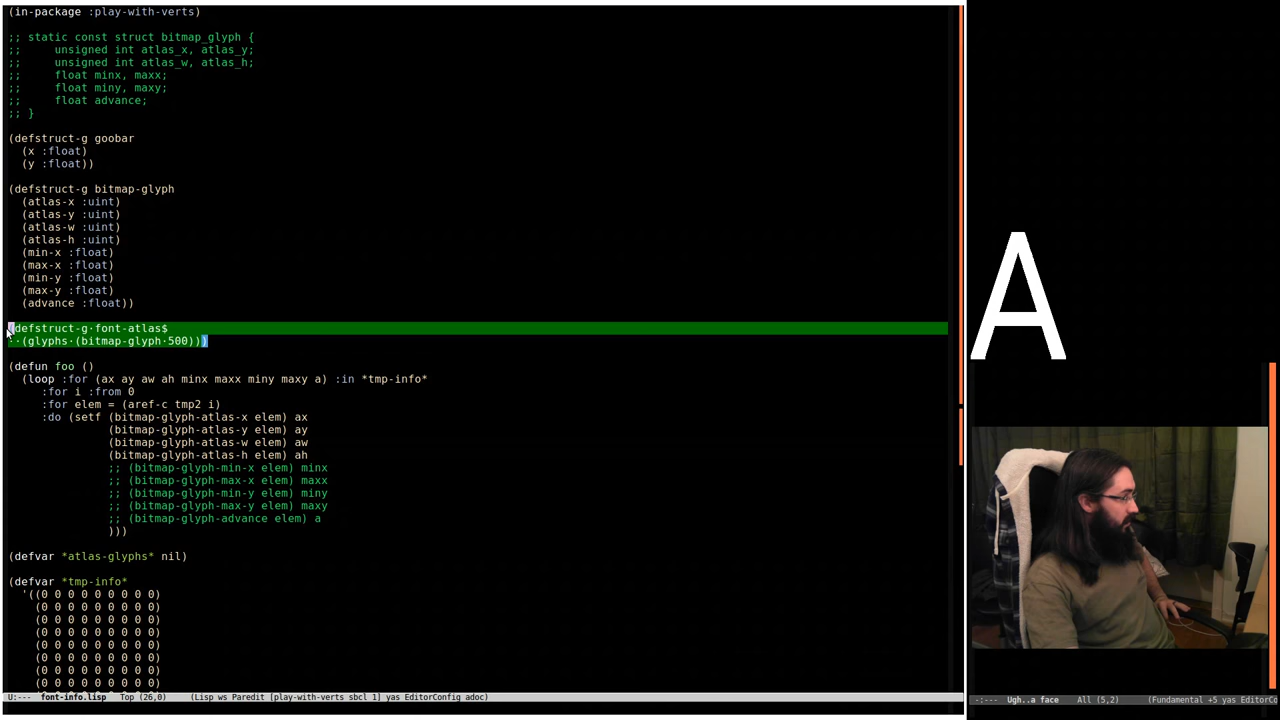 (in-package :play-with-verts)
;; static const struct bitmap_glyph {
;;     unsigned int atlas_x, atlas_y;
;;     unsigned int atlas_w, atlas_h;
;;     float minx, maxx;
;;     float miny, maxy;
;;     float advance;
;; }
(defstruct-g goobar
  (x :float)
  (y :float))
(defstruct-g bitmap-glyph
  (atlas-x :uint)
  (atlas-y :uint)
  (atlas-w :uint)
  (atlas-h :uint)
  (min-x :float)
  (max-x :float)
  (min-y :float)
  (max-y :float)
  (advance :float))
(defstruct-g·font-atlas$
··(glyphs·(bitmap-glyph·500)))
(defun foo ()
  (loop :for (ax ay aw ah minx maxx miny maxy a) :in *tmp-info*
     :for i :from 0
     :for elem = (aref-c tmp2 i)
     :do (setf (bitmap-glyph-atlas-x elem) ax
               (bitmap-glyph-atlas-y elem) ay
               (bitmap-glyph-atlas-w elem) aw
               (bitmap-glyph-atlas-h elem) ah
               ;; (bitmap-glyph-min-x elem) minx
               ;; (bitmap-glyph-max-x elem) maxx
               ;; (bitmap-glyph-min-y elem) miny
               ;; (bitmap-glyph-max-y elem) maxy
               ;; (bitmap-glyph-advance elem) a
               )))
(defvar *atlas-glyphs* nil)
(defvar *tmp-info*
  '((0 0 0 0 0 0 0 0 0)
    (0 0 0 0 0 0 0 0 0)
    (0 0 0 0 0 0 0 0 0)
    (0 0 0 0 0 0 0 0 0)
    (0 0 0 0 0 0 0 0 0)
    (0 0 0 0 0 0 0 0 0)
    (0 0 0 0 0 0 0 0 0)
U:--- font-info.lisp Top (26,0) (Lisp ws Paredit [play-with-verts sbcl 1] yas EditorConfig adoc)
A
-:--- Ugh..a face All (5,2) (Fundamental +5 yas EditorCo